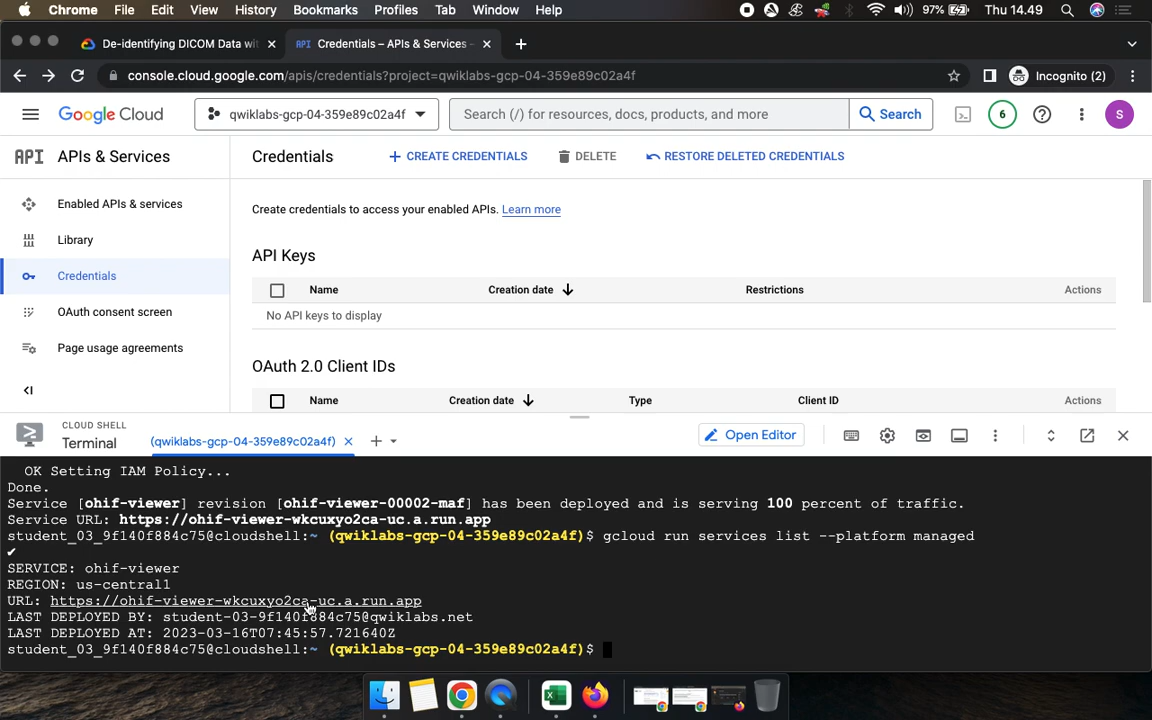 Chrome File Edit View History Bookmarks Profiles Tab Window Help 97% Thu 14.49
De-identifying DICOM Data wit Credentials – APIs & Services -
console.cloud.google.com/apis/credentials?project=qwiklabs-gcp-04-359e89c02a4f Incognito (2)
Google Cloud qwiklabs-gcp-04-359e89c02a4f Search (/) for resources, docs, products, and more Search 6 S
API APIs & Services Credentials + CREATE CREDENTIALS DELETE RESTORE DELETED CREDENTIALS
Enabled APIs & services
Library
Credentials
OAuth consent screen
Page usage agreements
Create credentials to access your enabled APIs. Learn more
API Keys
Name Creation date Restrictions Actions
No API keys to display
OAuth 2.0 Client IDs
Name Creation date Type Client ID Actions
CLOUD SHELL
Terminal (qwiklabs-gcp-04-359e89c02a4f) Open Editor
OK Setting IAM Policy...
Done.
Service [ohif-viewer] revision [ohif-viewer-00002-maf] has been deployed and is serving 100 percent of traffic.
Service URL: https://ohif-viewer-wkcuxyo2ca-uc.a.run.app
student_03_9f140f884c75@cloudshell:~ (qwiklabs-gcp-04-359e89c02a4f)$ gcloud run services list --platform managed
✔
SERVICE: ohif-viewer
REGION: us-central1
URL: https://ohif-viewer-wkcuxyo2ca-uc.a.run.app
LAST DEPLOYED BY: student-03-9f140f884c75@qwiklabs.net
LAST DEPLOYED AT: 2023-03-16T07:45:57.721640Z
student_03_9f140f884c75@cloudshell:~ (qwiklabs-gcp-04-359e89c02a4f)$